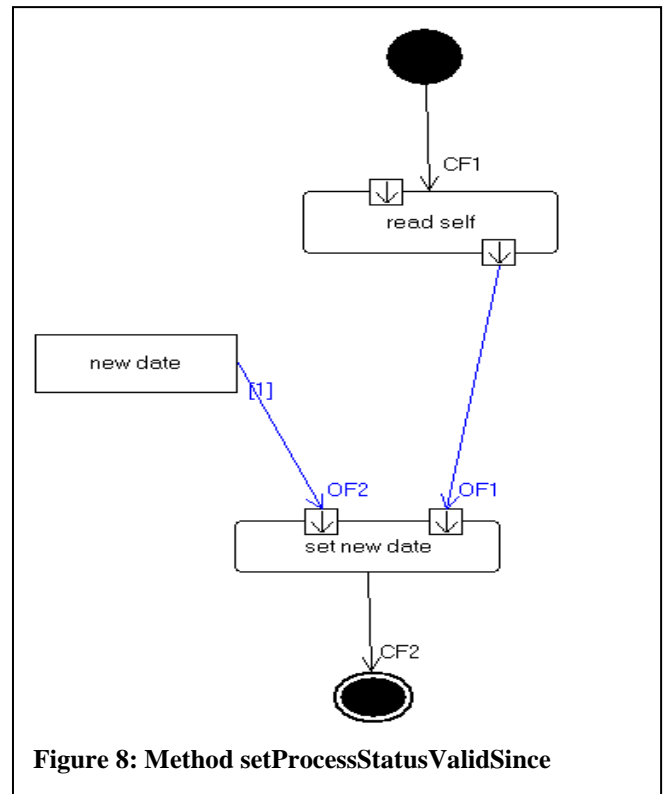 CF1
read self
new date
[1]
OF2
OF1
set new date
CF2
Figure 8: Method setProcessStatusValidSince